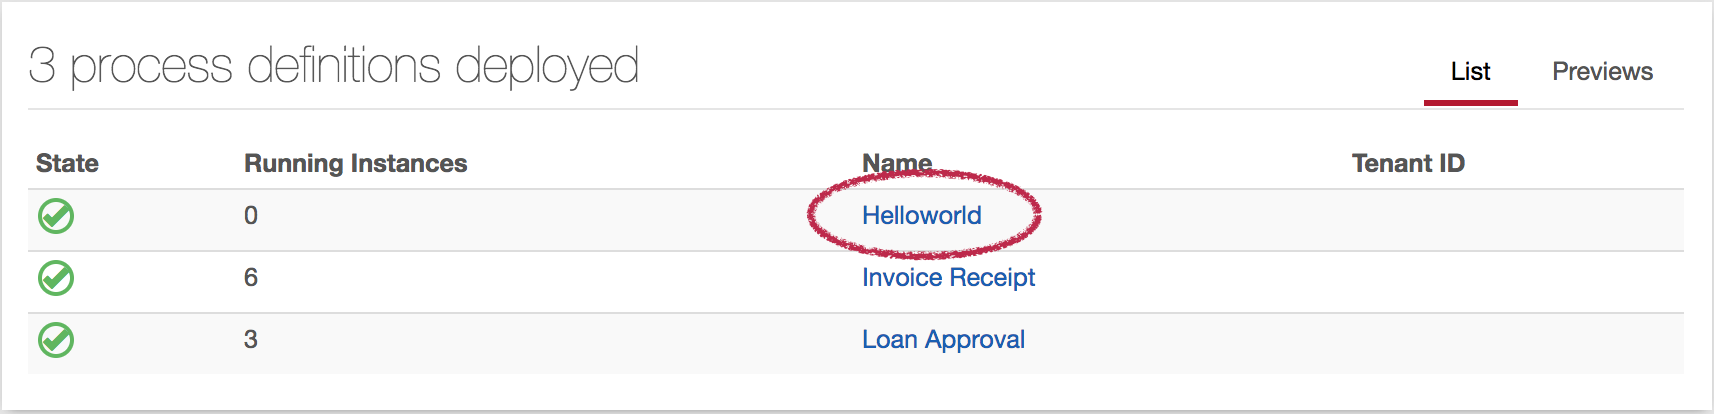 3 process definitions deployed
List Previews
State Running Instances Name Tenant ID
0 Helloworld
6 Invoice Receipt
3 Loan Approval